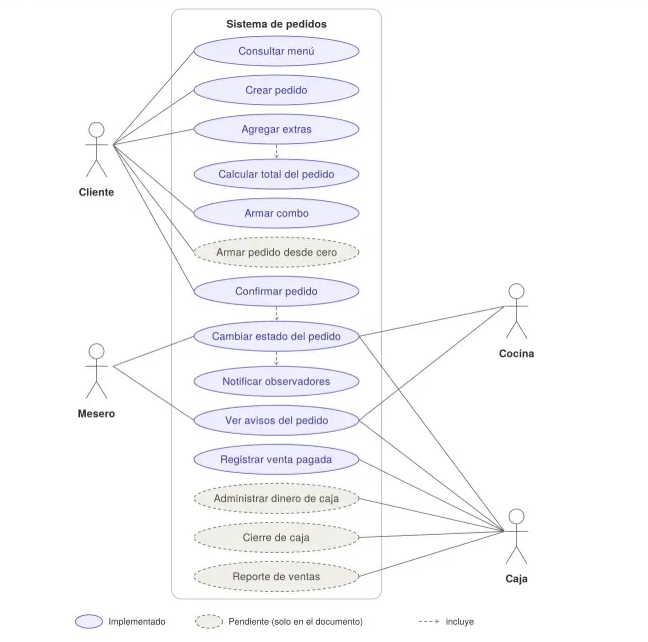 Sistema de pedidos
Consultar menú
Crear pedido
Agregar extras
Cliente
Calcular total del pedido
Armar combo
Armar pedido desde cero
Confirmar pedido
Cambiar estado del pedido
Cocina
Mesero
Notificar observadores
Ver avisos del pedido
Registrar venta pagada
Administrar dinero de caja
Cierre de caja
Caja
Reporte de ventas
Implementado
Pendiente (solo en el documento)
incluye